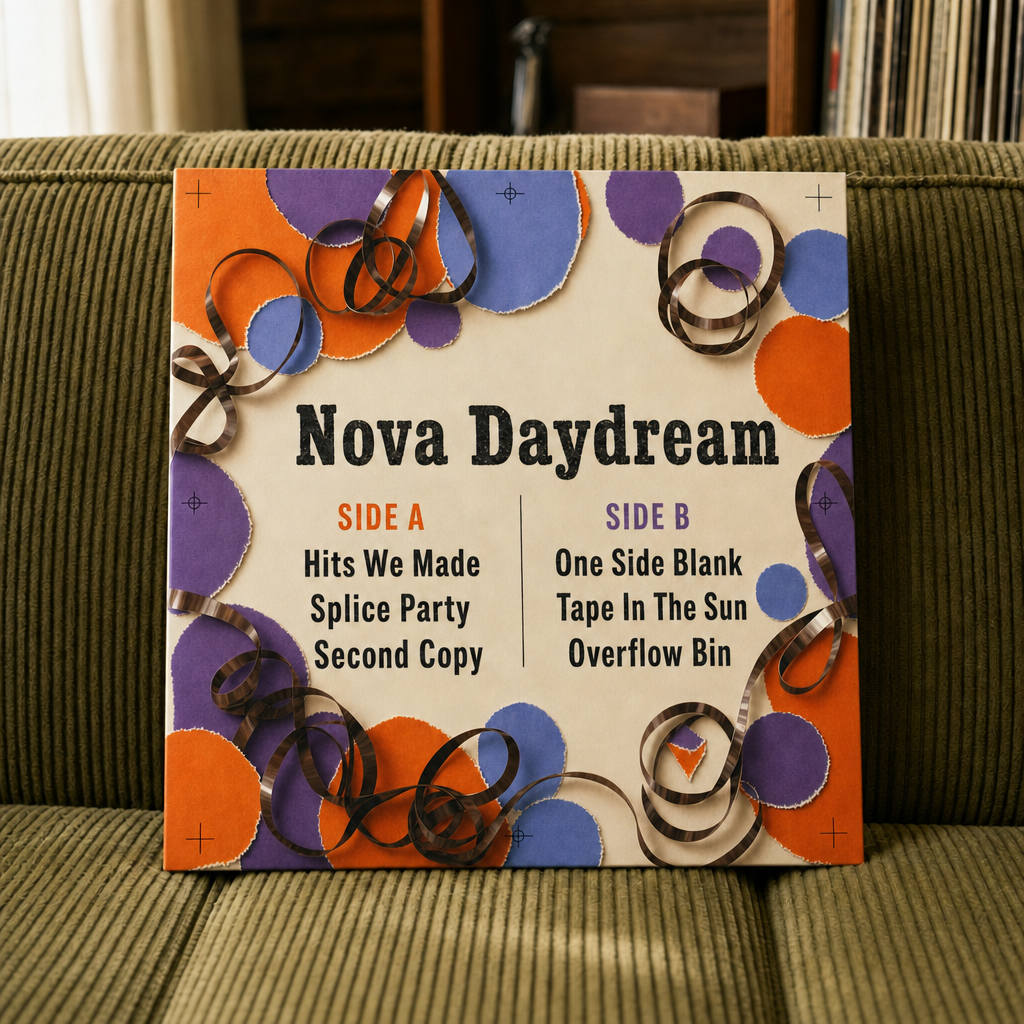 Nova Daydream
SIDE A
Hits We Made
Splice Party
Second Copy
SIDE B
One Side Blank
Tape In The Sun
Overflow Bin